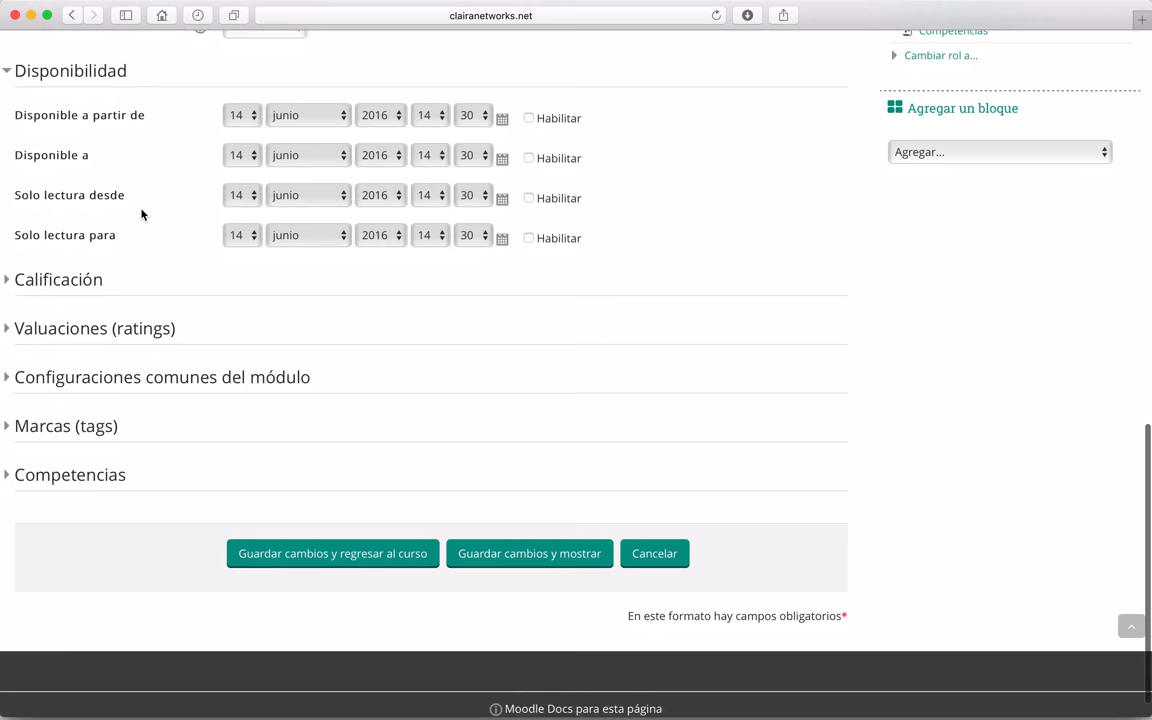 clairanetworks.net
Competencias
Cambiar rol a...
Agregar un bloque
Agregar...
Disponibilidad
Disponible a partir de 14 junio 2016 14 30 Habilitar
Disponible a 14 junio 2016 14 30 Habilitar
Solo lectura desde 14 junio 2016 14 30 Habilitar
Solo lectura para 14 junio 2016 14 30 Habilitar
Calificación
Valuaciones (ratings)
Configuraciones comunes del módulo
Marcas (tags)
Competencias
Guardar cambios y regresar al curso Guardar cambios y mostrar Cancelar
En este formato hay campos obligatorios*
Moodle Docs para esta página